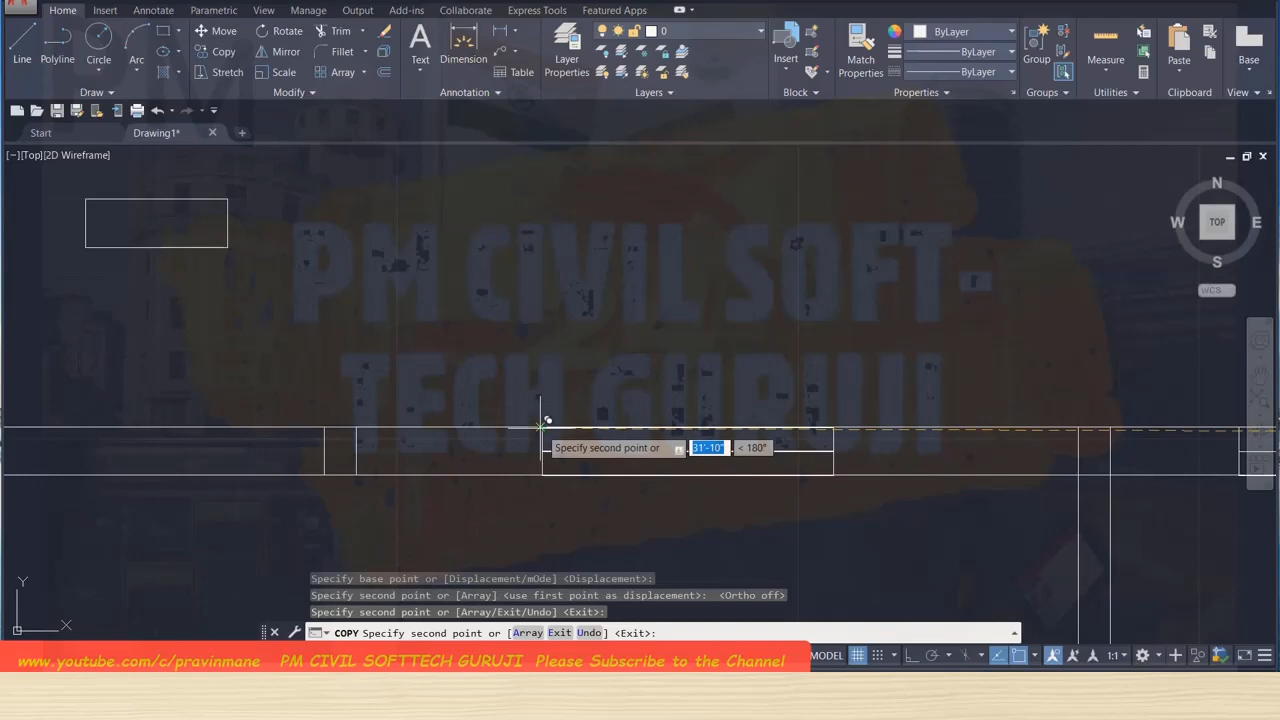 Home Insert Annotate Parametric View Manage Output Add-ins Collaborate Express Tools Featured Apps
Line Polyline Circle Arc
Move Rotate Trim
Copy Mirror Fillet
Stretch Scale Array
Text Dimension Table
Layer Properties
0
Insert
Match Properties
ByLayer
ByLayer
ByLayer
Group Measure Paste Base
Draw Modify Annotation Layers Block Properties Groups Utilities Clipboard View
Start Drawing1*
[−][Top][2D Wireframe]
N
W TOP E
S
WCS
PM CIVIL SOFT-
TECH GURUJI
Specify second point or 31'-10" < 180°
Specify base point or [Displacement/mOde] <Displacement>:
Specify second point or [Array] <use first point as displacement>: <Ortho off>
Specify second point or [Array/Exit/Undo] <Exit>:
COPY Specify second point or [Array Exit Undo] <Exit>:
Y
X
www.youtube.com/c/pravinmane PM CIVIL SOFTTECH GURUJI Please Subscribe to the Channel
MODEL 1:1